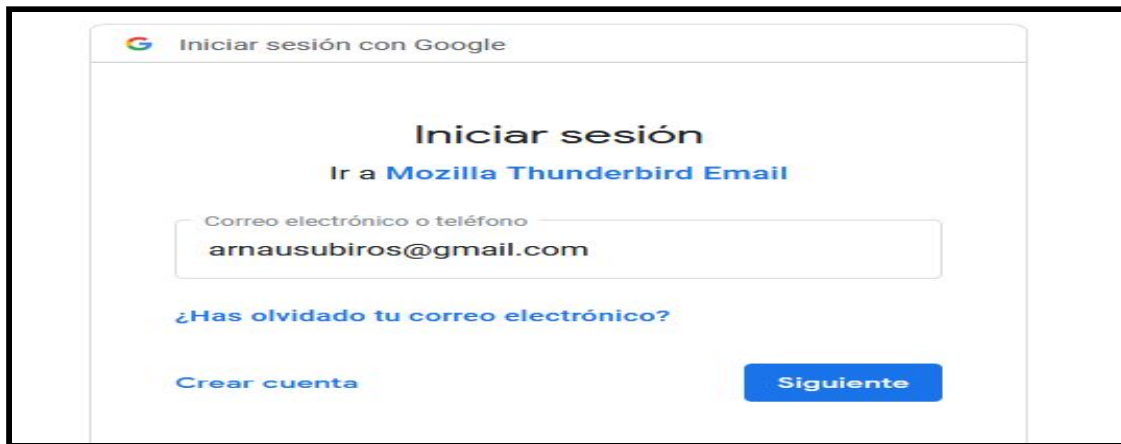 Iniciar sesión con Google
Iniciar sesión
Ir a Mozilla Thunderbird Email
Correo electrónico o teléfono
arnausubiros@gmail.com
¿Has olvidado tu correo electrónico?
Crear cuenta
Siguiente